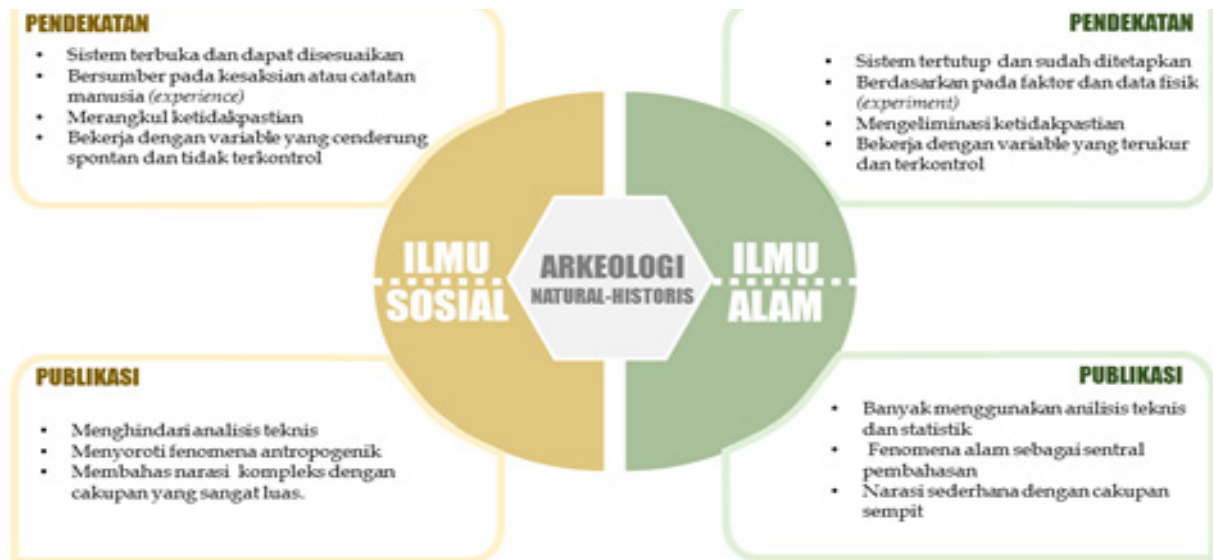 PENDEKATAN
• Sistem terbuka dan dapat disesuaikan
• Bersumber pada kesaksian atau catatan
manusia (experience)
• Merangkul ketidakpastian
• Bekerja dengan variable yang cenderung
spontan dan tidak terkontrol
PENDEKATAN
• Sistem tertutup dan sudah ditetapkan
• Berdasarkan pada faktor dan data fisik
(experiment)
• Mengeliminasi ketidakpastian
• Bekerja dengan variable yang terukur
dan terkontrol
ILMU
SOSIAL
ARKEOLOGI
NATURAL-HISTORIS
ILMU
ALAM
PUBLIKASI
• Menghindari analisis teknis
• Menyoroti fenomena antropogenik
• Membahas narasi kompleks dengan
cakupan yang sangat luas.
PUBLIKASI
• Banyak menggunakan anilisis teknis
dan statistik
• Fenomena alam sebagai sentral
pembahasan
• Narasi sederhana dengan cakupan
sempit